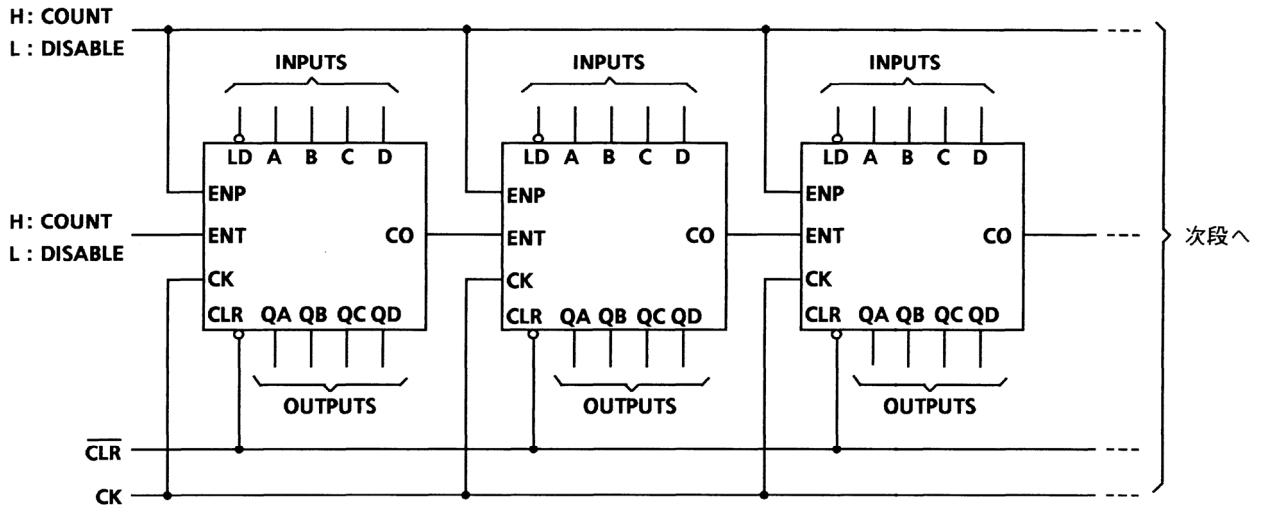 H: COUNT
L: DISABLE
INPUTS
INPUTS
INPUTS
LD A B C D
LD A B C D
LD A B C D
ENP
ENP
ENP
H: COUNT
L: DISABLE
ENT
CO
ENT
CO
ENT
CO
次段へ
CK
CK
CK
CLR QA QB QC QD
CLR QA QB QC QD
CLR QA QB QC QD
OUTPUTS
OUTPUTS
OUTPUTS
CLR
CK